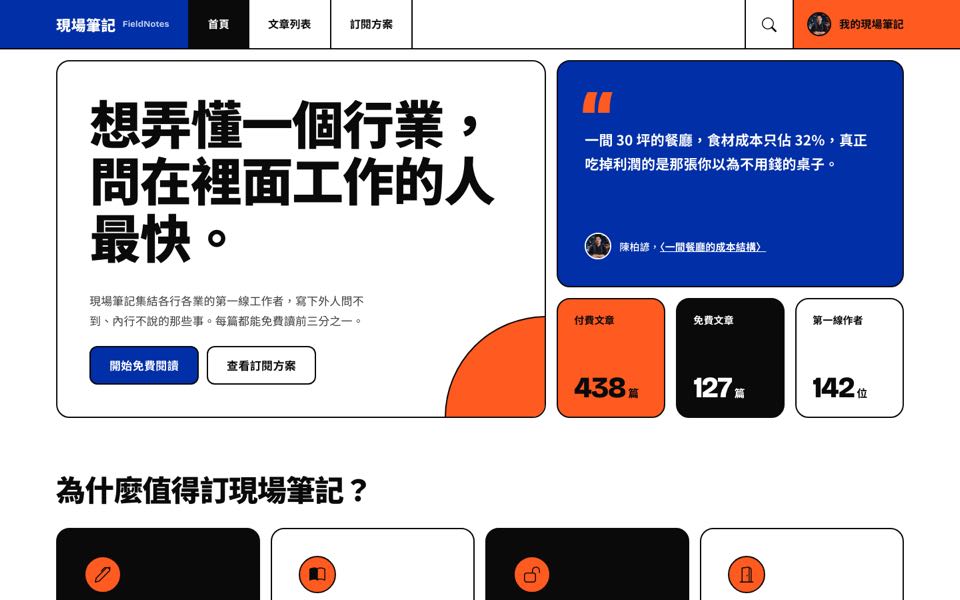 現場筆記 FieldNotes
首頁
文章列表
訂閱方案
我的現場筆記
想弄懂一個行業，
問在裡面工作的人
最快。
現場筆記集結各行各業的第一線工作者，寫下外人問不
到、內行不說的那些事。每篇都能免費讀前三分之一。
開始免費閱讀
查看訂閱方案
“
一間 30 坪的餐廳，食材成本只佔 32%，真正
吃掉利潤的是那張你以為不用錢的桌子。
陳柏諺，〈一間餐廳的成本結構〉
付費文章
438 篇
免費文章
127 篇
第一線作者
142 位
為什麼值得訂現場筆記？